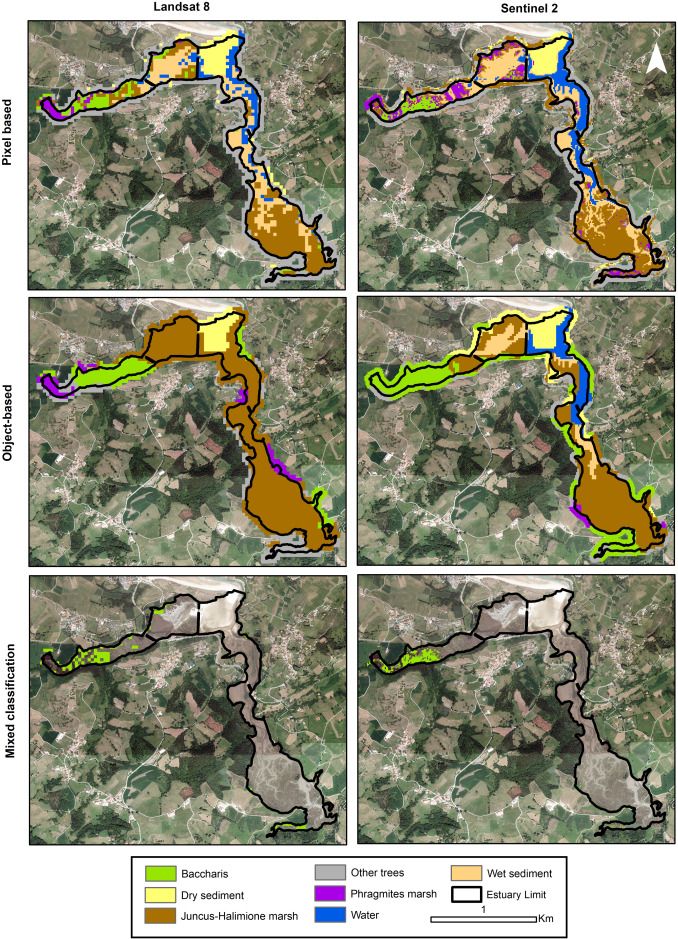 Landsat 8
Sentinel 2
N
Pixel based
Object-based
Mixed classification
Baccharis
Other trees
Wet sediment
Dry sediment
Phragmites marsh
Estuary Limit
Juncus-Halimione marsh
Water
1
Km